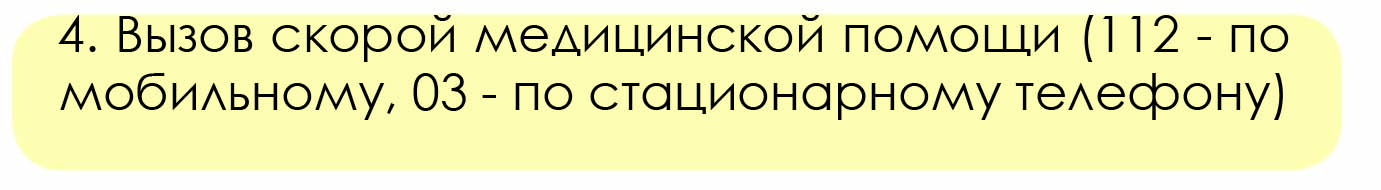 4. Вызов скорой медицинской помощи (112 - по
мобильному, 03 - по стационарному телефону)